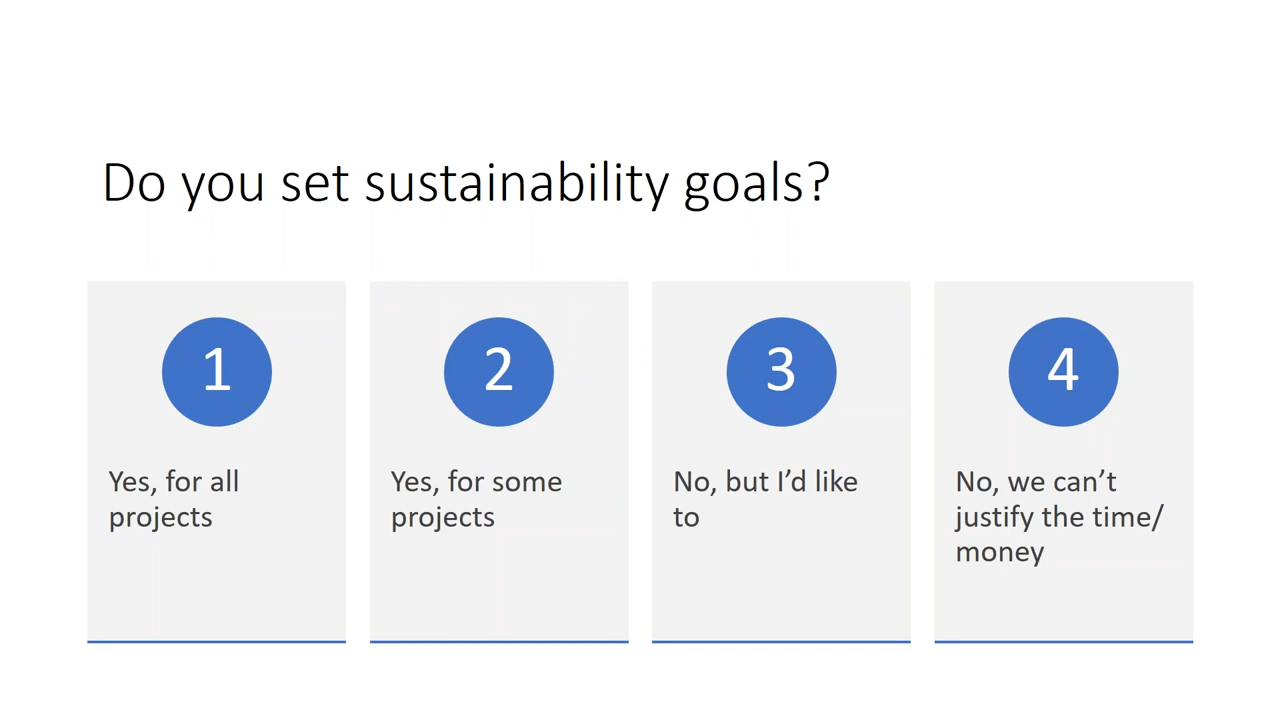 Do you set sustainability goals?
1
Yes, for all
projects
2
Yes, for some
projects
3
No, but I’d like
to
4
No, we can’t
justify the time/
money